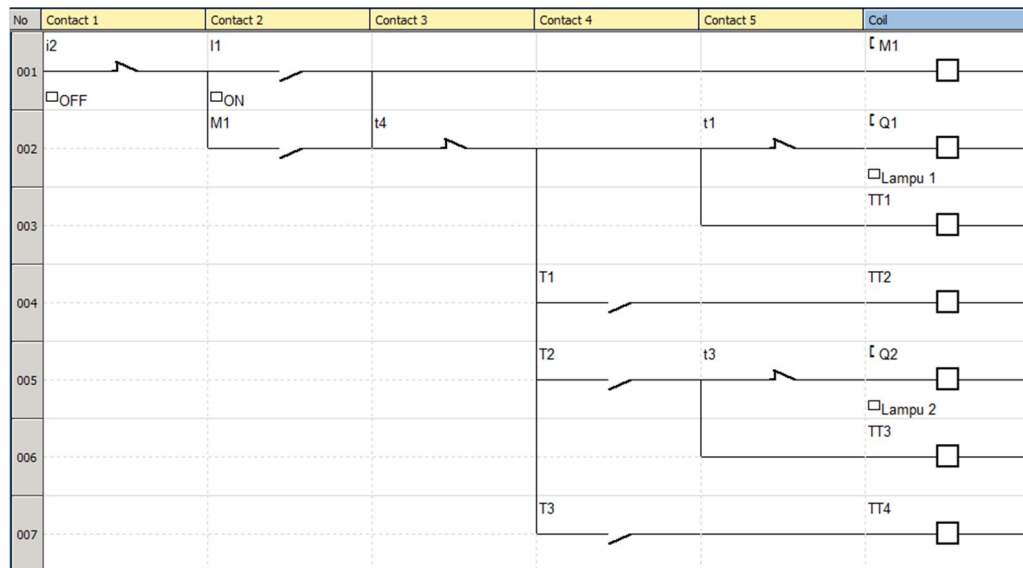 No Contact 1 Contact 2 Contact 3 Contact 4 Contact 5 Coil
i2 I1 [ M1
001
OFF ON
M1 t4 t1 [ Q1
002
Lampu 1
TT1
003
T1 TT2
004
T2 t3 [ Q2
005
Lampu 2
TT3
006
T3 TT4
007